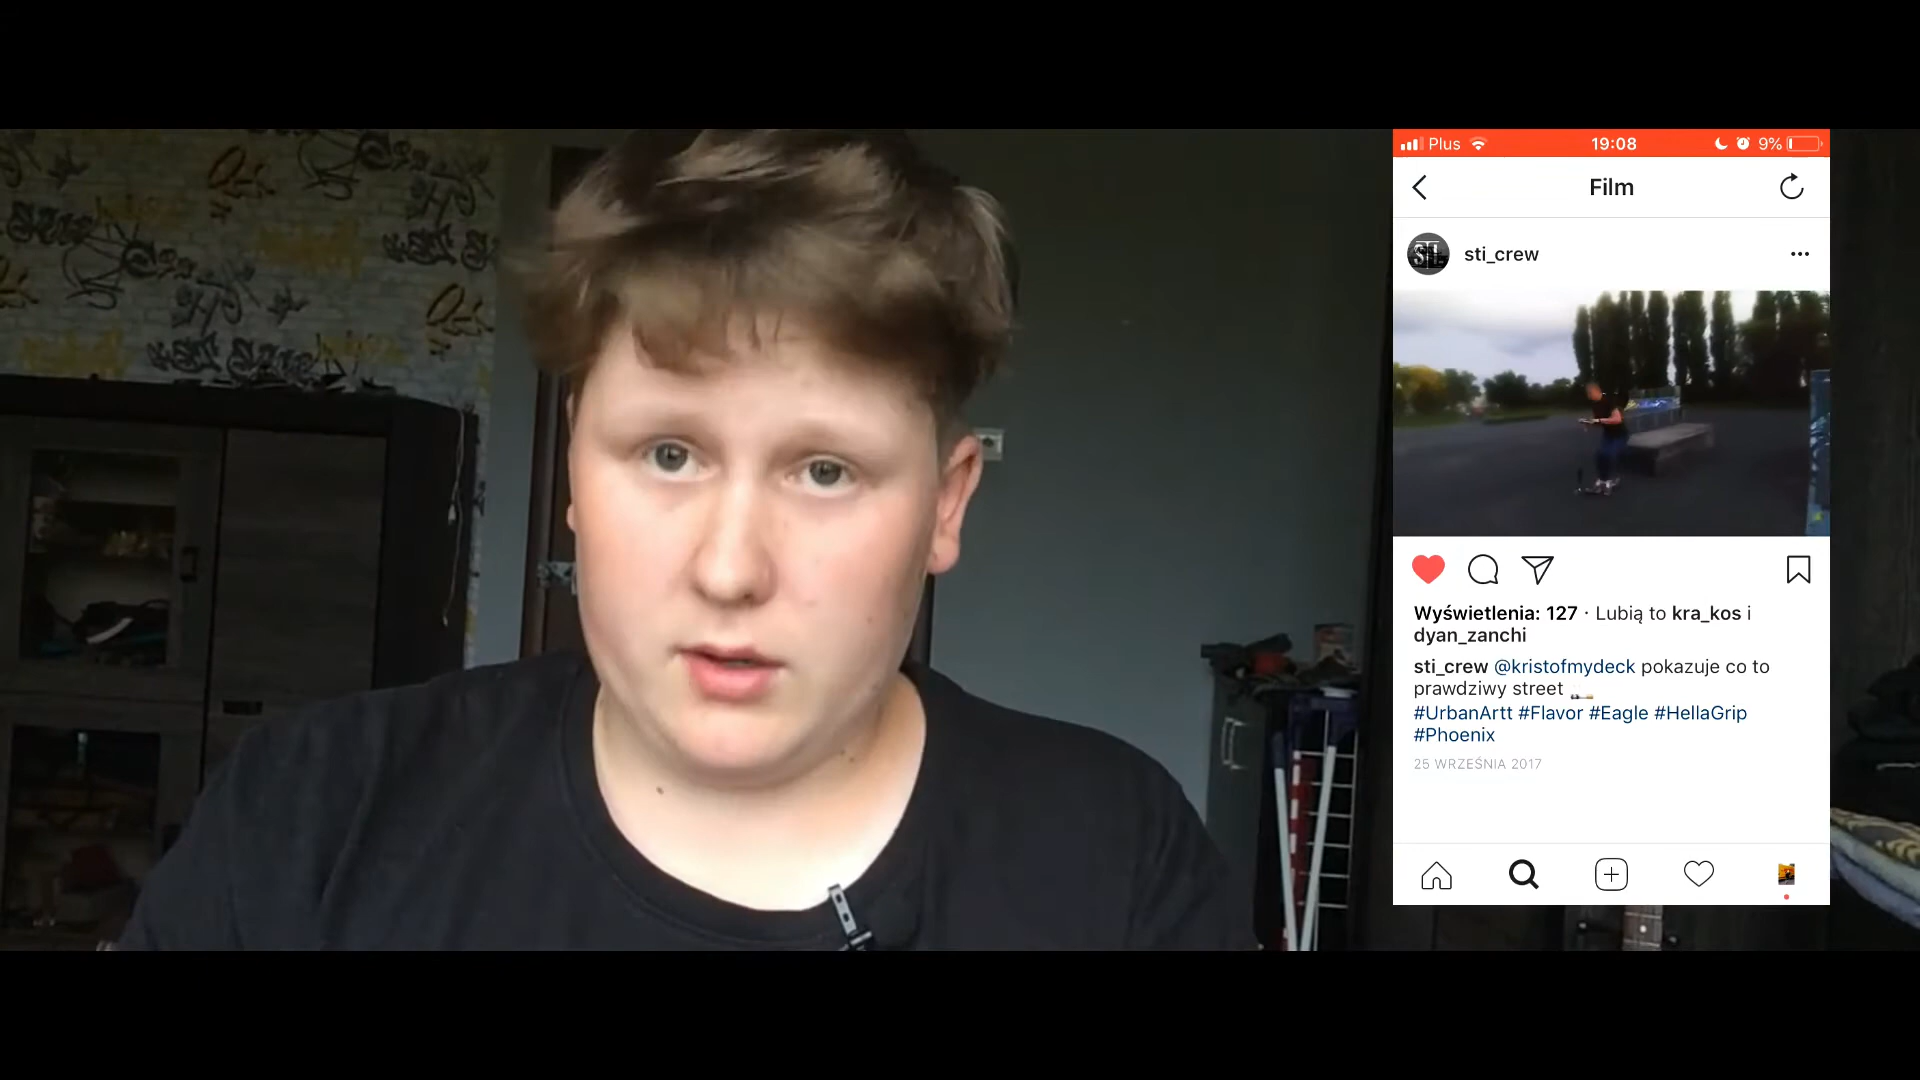 Plus 19:08 9%
Film
sti_crew
Wyświetlenia: 127 · Lubią to kra_kos i
dyan_zanchi
sti_crew @kristofmydeck pokazuje co to
prawdziwy street
#UrbanArtt #Flavor #Eagle #HellaGrip
#Phoenix
25 WRZEŚNIA 2017